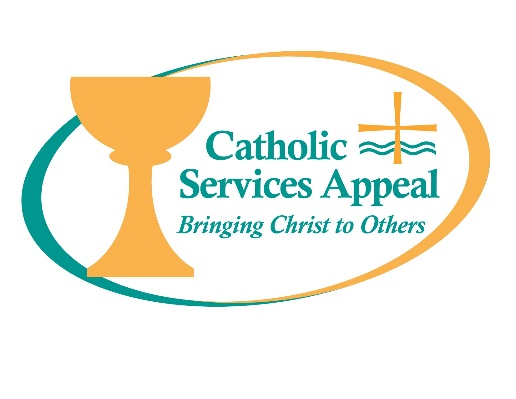 Catholic
Services Appeal
Bringing Christ to Others